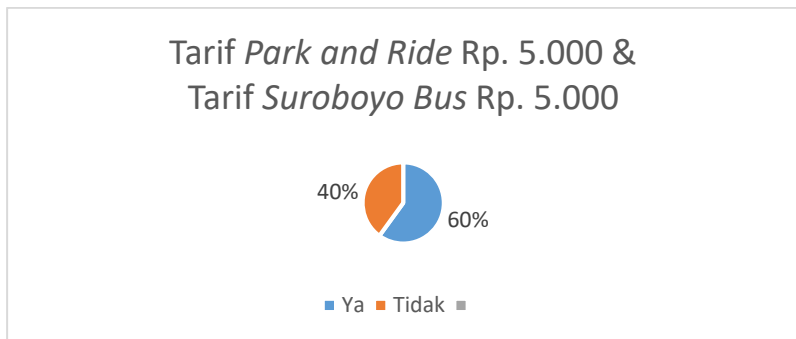 Tarif Park and Ride Rp. 5.000 &
Tarif Suroboyo Bus Rp. 5.000
40%
60%
Ya Tidak